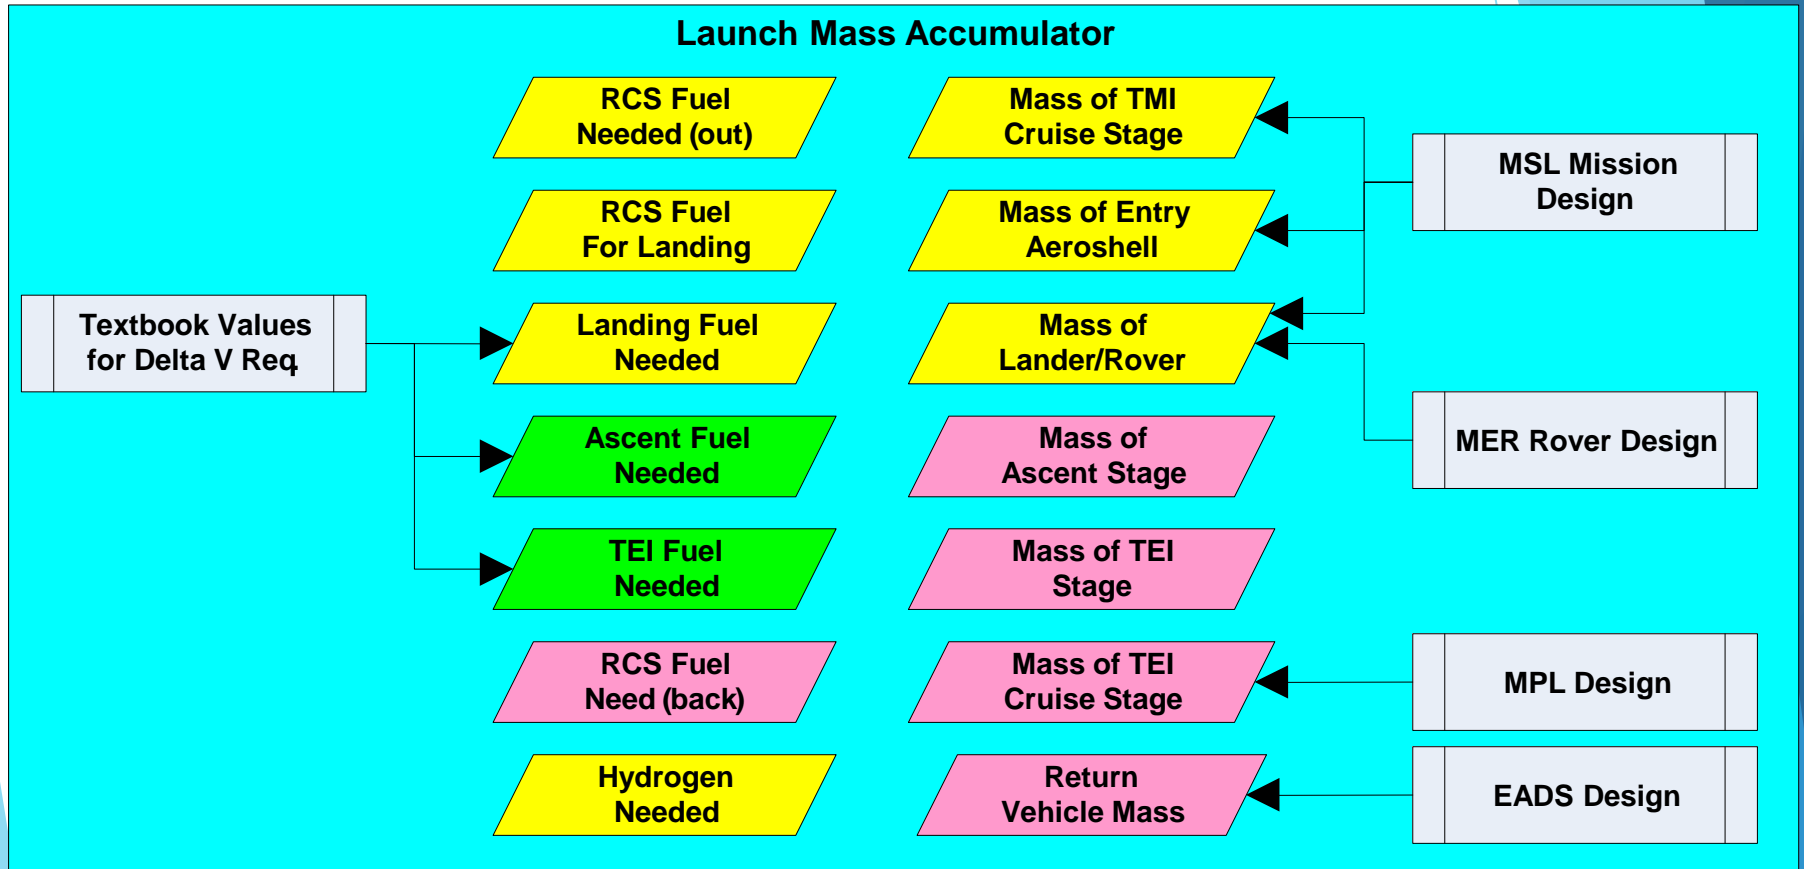 Launch Mass Accumulator
RCS Fuel
Needed (out)
Mass of TMI
Cruise Stage
MSL Mission
Design
RCS Fuel
For Landing
Mass of Entry
Aeroshell
Textbook Values
for Delta V Req.
Landing Fuel
Needed
Mass of
Lander/Rover
Ascent Fuel
Needed
Mass of
Ascent Stage
MER Rover Design
TEI Fuel
Needed
Mass of TEI
Stage
RCS Fuel
Need (back)
Mass of TEI
Cruise Stage
MPL Design
Hydrogen
Needed
Return
Vehicle Mass
EADS Design